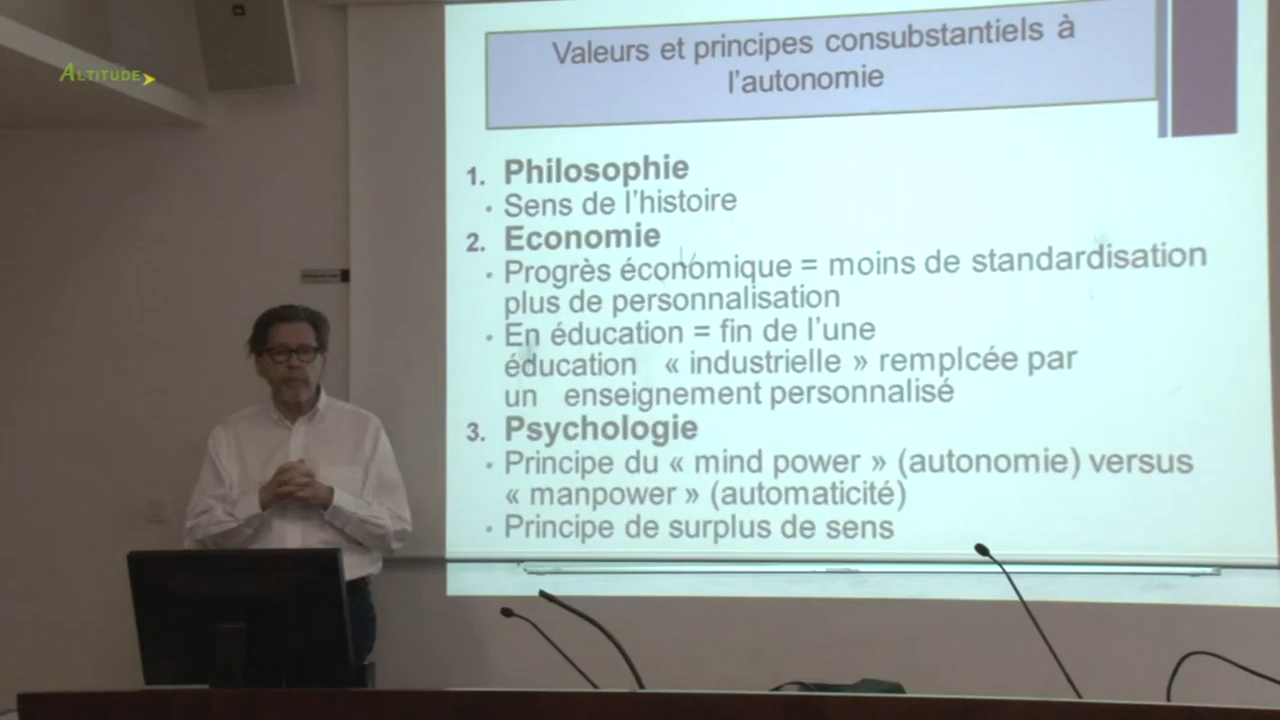 ALTITUDE
Valeurs et principes consubstantiels à
l'autonomie
1. Philosophie
• Sens de l'histoire
2. Economie
• Progrès économique = moins de standardisation
plus de personnalisation
• En éducation = fin de l'une
éducation « industrielle » remplcée par
un enseignement personnalisé
3. Psychologie
• Principe du « mind power » (autonomie) versus
« manpower » (automaticité)
• Principe de surplus de sens